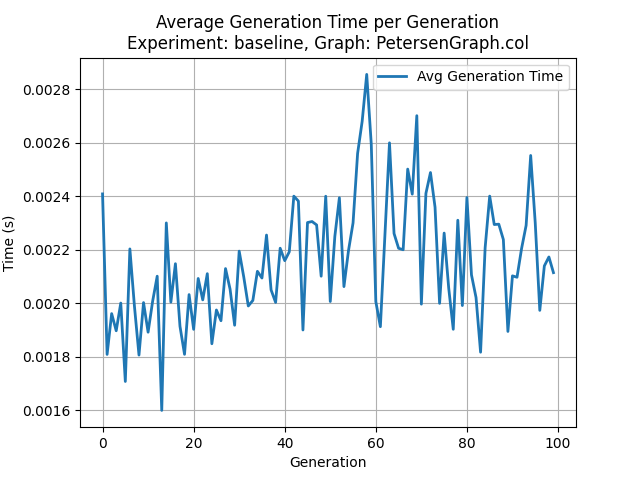 Average Generation Time per Generation
Experiment: baseline, Graph: PetersenGraph.col
Avg Generation Time
0.0028
0.0026
0.0024
0.0022
0.0020
0.0018
0.0016
Time (s)
0 20 40 60 80 100
Generation